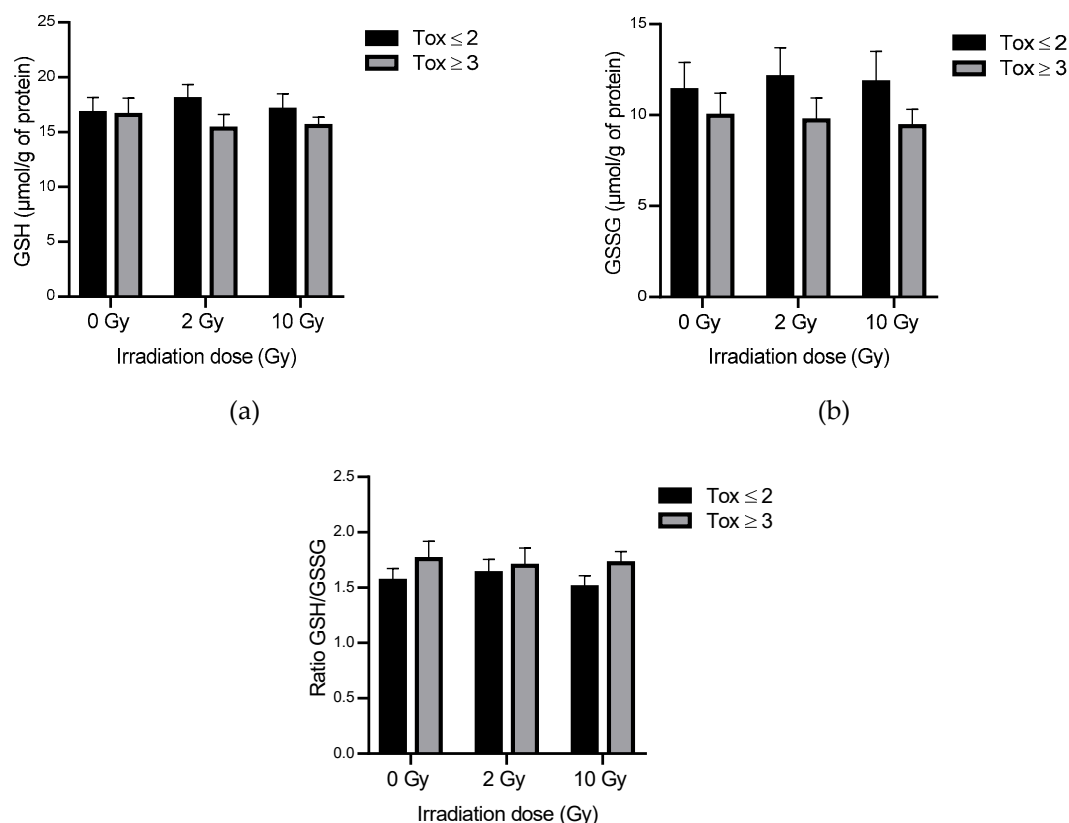 25
20
15
10
5
0
GSH (µmol/g of protein)
0 Gy
2 Gy
10 Gy
Irradiation dose (Gy)
Tox ≤ 2
Tox ≥ 3
(a)
15
10
5
0
GSSG (µmol/g of protein)
0 Gy
2 Gy
10 Gy
Irradiation dose (Gy)
Tox ≤ 2
Tox ≥ 3
(b)
2.5
2.0
1.5
1.0
0.5
0.0
Ratio GSH/GSSG
0 Gy
2 Gy
10 Gy
Irradiation dose (Gy)
Tox ≤ 2
Tox ≥ 3